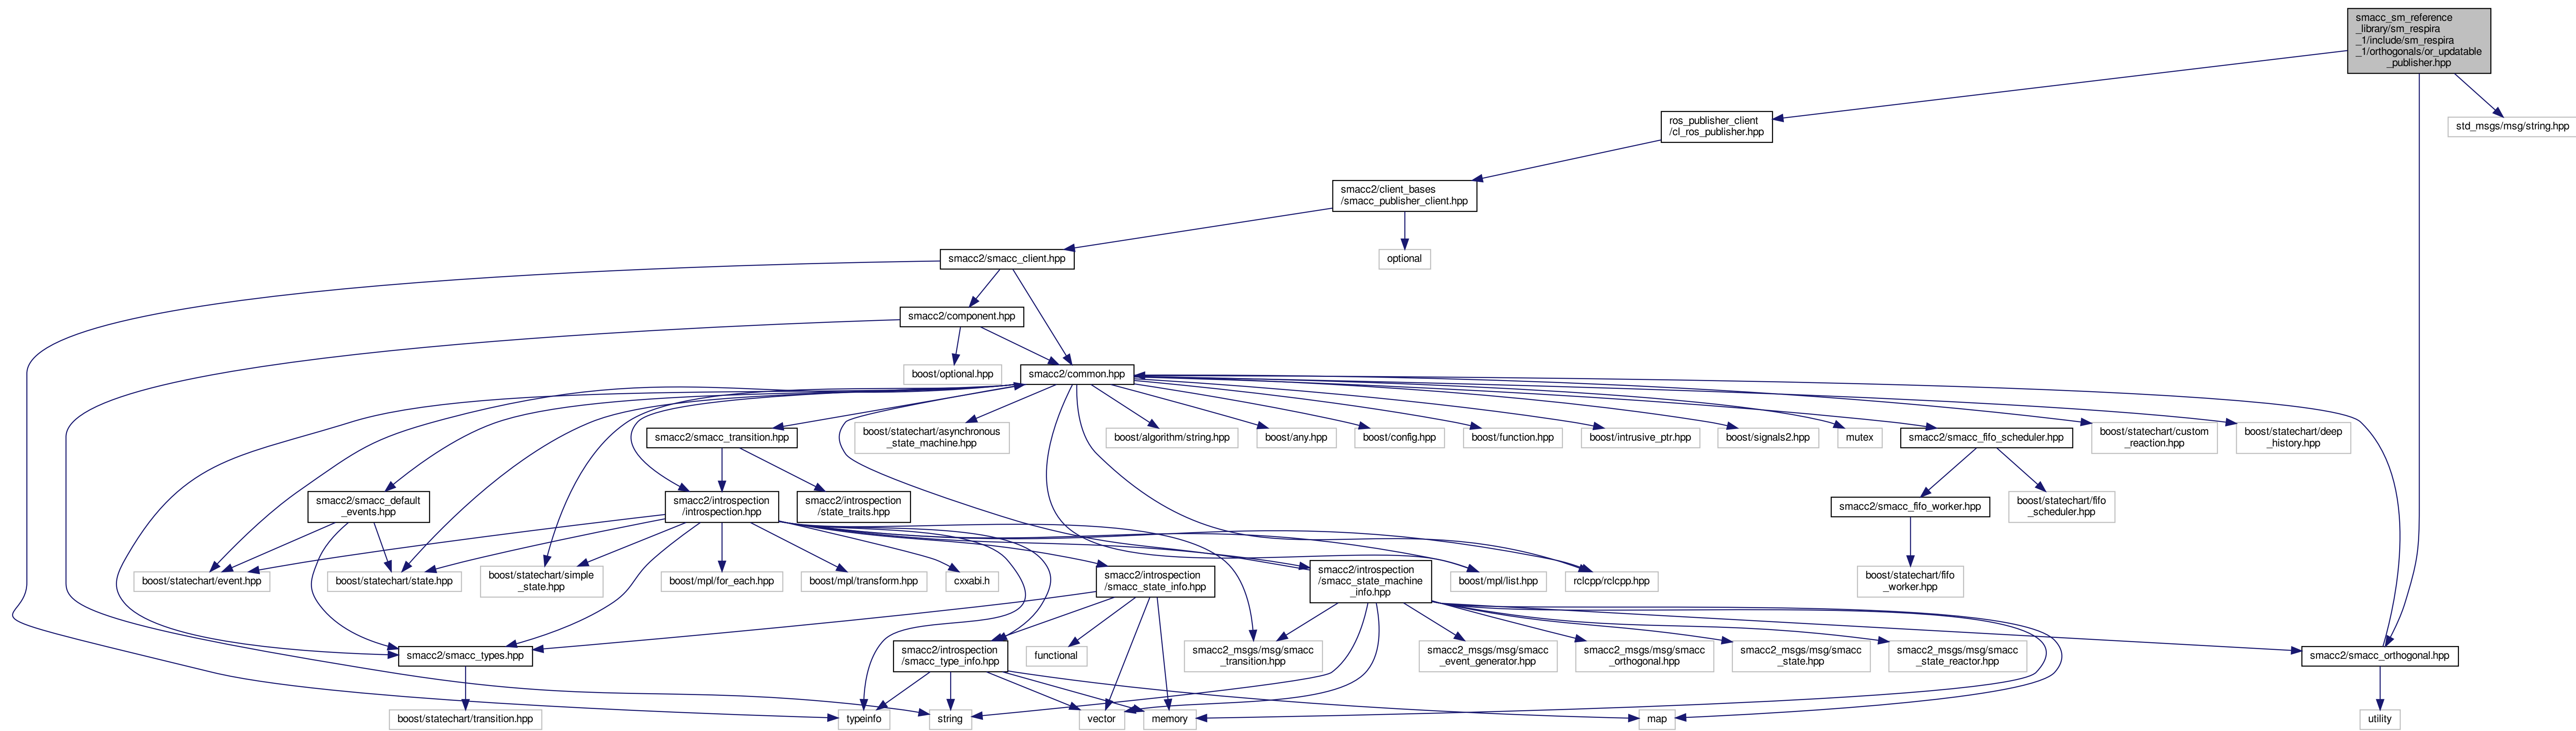 smacc_sm_reference
_library/sm_respira
_1/include/sm_respira
_1/orthogonals/or_updatable
_publisher.hpp
ros_publisher_client
/cl_ros_publisher.hpp
std_msgs/msg/string.hpp
smacc2/client_bases
/smacc_publisher_client.hpp
smacc2/smacc_client.hpp
optional
smacc2/component.hpp
boost/optional.hpp
smacc2/common.hpp
smacc2/smacc_transition.hpp
boost/statechart/asynchronous
_state_machine.hpp
boost/algorithm/string.hpp
boost/any.hpp
boost/config.hpp
boost/function.hpp
boost/intrusive_ptr.hpp
boost/signals2.hpp
mutex
smacc2/smacc_fifo_scheduler.hpp
boost/statechart/custom
_reaction.hpp
boost/statechart/deep
_history.hpp
smacc2/smacc_default
_events.hpp
smacc2/introspection
/introspection.hpp
smacc2/introspection
/state_traits.hpp
smacc2/smacc_fifo_worker.hpp
boost/statechart/fifo
_scheduler.hpp
boost/statechart/event.hpp
boost/statechart/state.hpp
boost/statechart/simple
_state.hpp
boost/mpl/for_each.hpp
boost/mpl/transform.hpp
cxxabi.h
smacc2/introspection
/smacc_state_info.hpp
smacc2/introspection
/smacc_state_machine
_info.hpp
boost/mpl/list.hpp
rclcpp/rclcpp.hpp
boost/statechart/fifo
_worker.hpp
smacc2/smacc_types.hpp
smacc2/introspection
/smacc_type_info.hpp
functional
smacc2_msgs/msg/smacc
_transition.hpp
smacc2_msgs/msg/smacc
_event_generator.hpp
smacc2_msgs/msg/smacc
_orthogonal.hpp
smacc2_msgs/msg/smacc
_state.hpp
smacc2_msgs/msg/smacc
_state_reactor.hpp
smacc2/smacc_orthogonal.hpp
boost/statechart/transition.hpp
typeinfo
string
vector
memory
map
utility